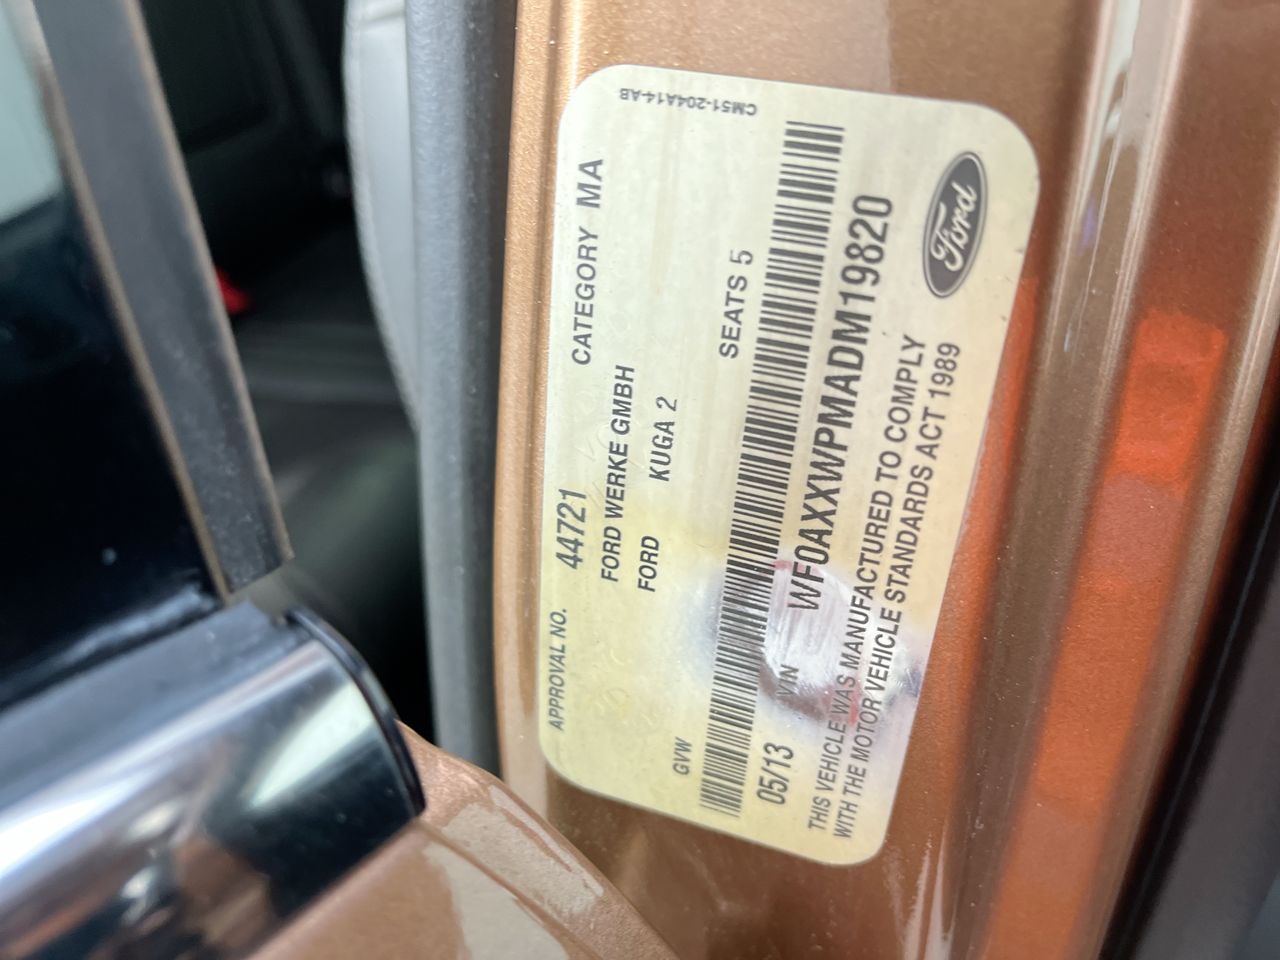 CM51-204A14-AB
APPROVAL NO. 44721 CATEGORY MA
FORD WERKE GMBH
FORD KUGA 2
GVW SEATS 5
05/13 VIN WF0AXXWPMADM19820
THIS VEHICLE WAS MANUFACTURED TO COMPLY
WITH THE MOTOR VEHICLE STANDARDS ACT 1989
Ford